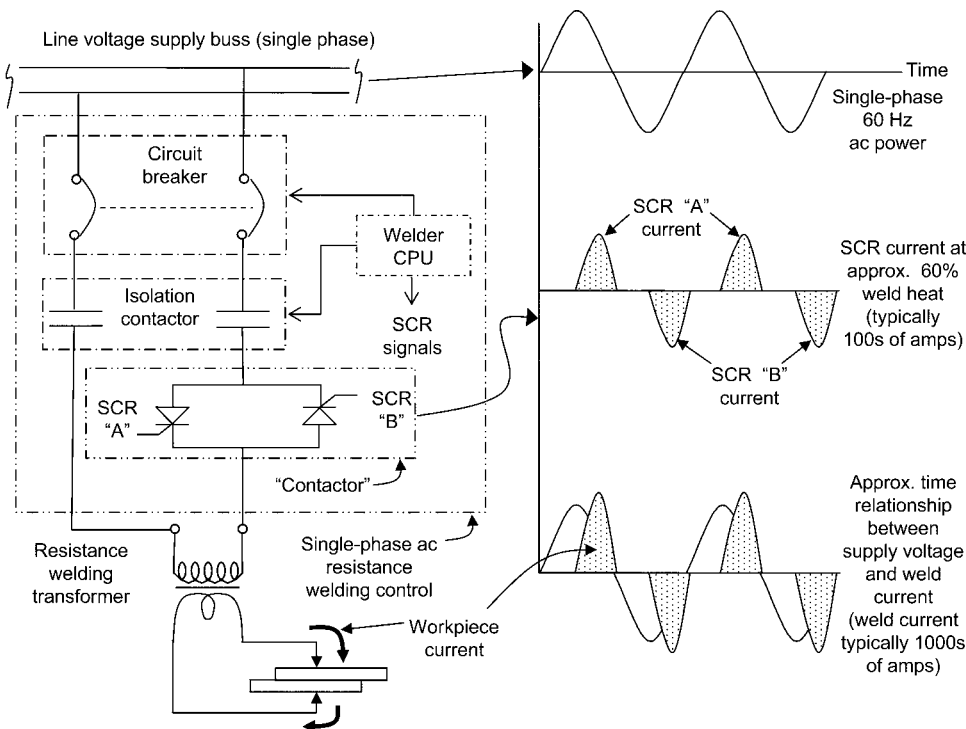 Line voltage supply buss (single phase)
Circuit
breaker
Welder
CPU
Isolation
contactor
SCR
signals
SCR
“A”
SCR
“B”
“Contactor”
Single-phase ac
resistance
welding control
Resistance
welding
transformer
Workpiece
current
Time
Single-phase
60 Hz
ac power
SCR “A”
current
SCR current at
approx. 60%
weld heat
(typically
100s of amps)
SCR “B”
current
Approx. time
relationship
between
supply voltage
and weld
current
(weld current
typically 1000s
of amps)